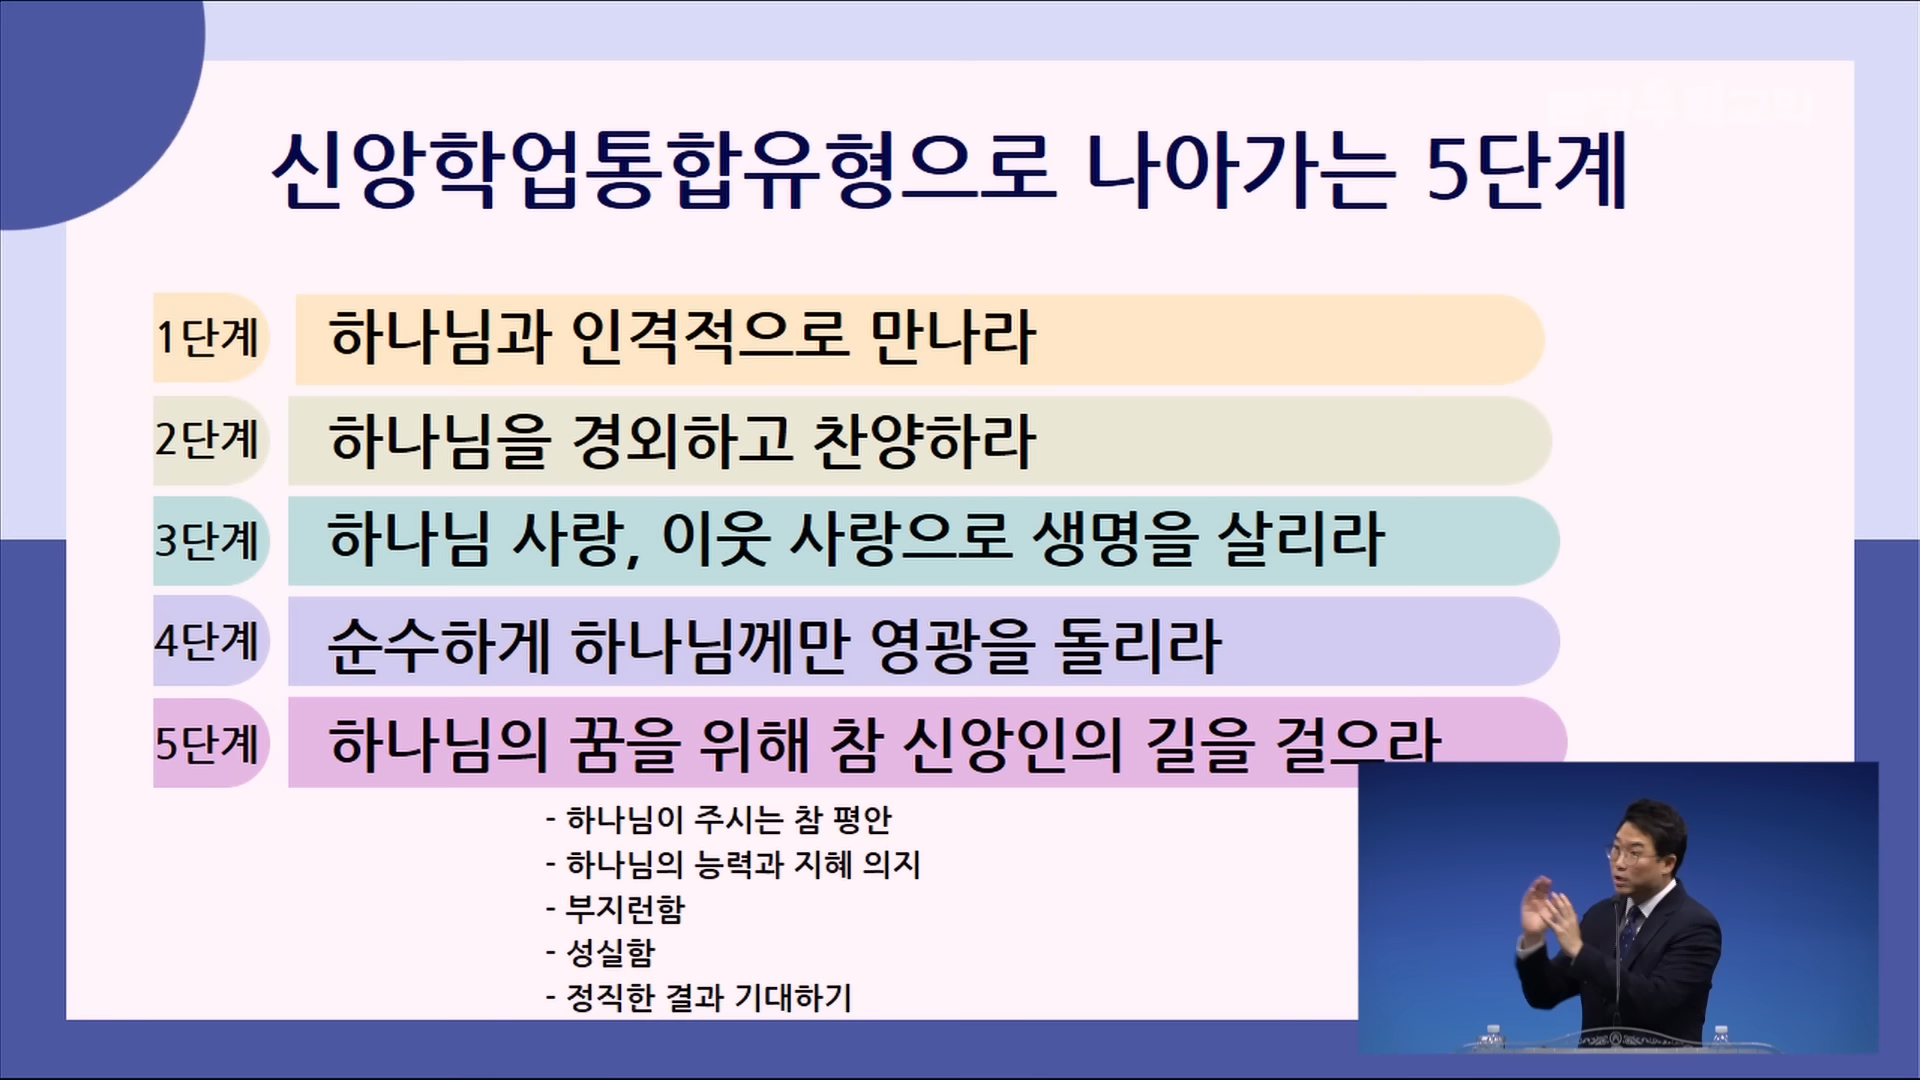 신앙학업통합유형으로 나아가는 5단계
1단계 하나님과 인격적으로 만나라
2단계 하나님을 경외하고 찬양하라
3단계 하나님 사랑, 이웃 사랑으로 생명을 살리라
4단계 순수하게 하나님께만 영광을 돌리라
5단계 하나님의 꿈을 위해 참 신앙인의 길을 걸으라
- 하나님이 주시는 참 평안
- 하나님의 능력과 지혜 의지
- 부지런함
- 성실함
- 정직한 결과 기대하기